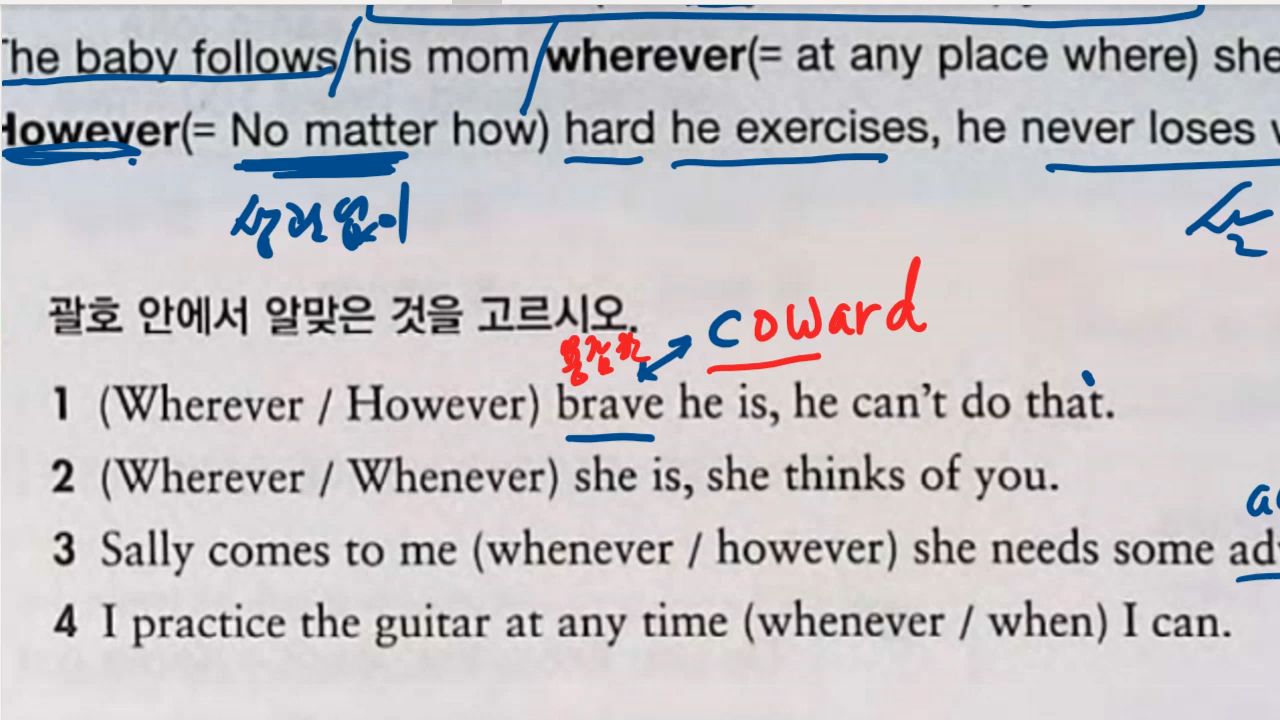 The baby follows his mom wherever(= at any place where) she
However(= No matter how) hard he exercises, he never loses
상관없이
괄호 안에서 알맞은 것을 고르시오.
용감한
coward
1 (Wherever / However) brave he is, he can't do that.
2 (Wherever / Whenever) she is, she thinks of you.
3 Sally comes to me (whenever / however) she needs some
4 I practice the guitar at any time (whenever / when) I can.